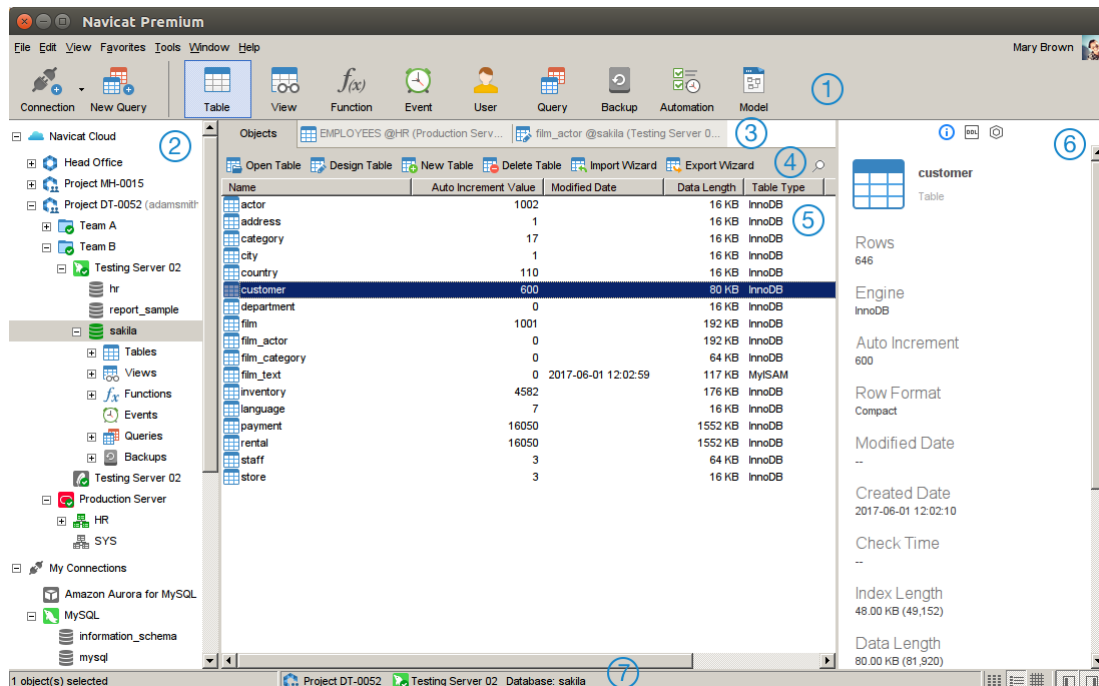 Navicat Premium
File Edit View Favorites Tools Window Help Mary Brown
Connection New Query Table View Function Event User Query Backup Automation Model
1
Navicat Cloud
2
Head Office
Project MH-0015
Project DT-0052 (adamsmith
Team A
Team B
Testing Server 02
hr
report_sample
sakila
Tables
Views
fx Functions
Events
Queries
Backups
Testing Server 02
Production Server
HR
SYS
My Connections
Amazon Aurora for MySQL
MySQL
information_schema
mysql
Objects EMPLOYEES @HR (Production Serv... film_actor @sakila (Testing Server 0...
3
Open Table Design Table New Table Delete Table Import Wizard Export Wizard
4
Name Auto Increment Value Modified Date Data Length Table Type
actor 1002 16 KB InnoDB
address 1 16 KB InnoDB
category 17 16 KB InnoDB
city 1 16 KB InnoDB
country 110 16 KB InnoDB
customer 600 80 KB InnoDB
department 0 16 KB InnoDB
film 1001 192 KB InnoDB
film_actor 0 192 KB InnoDB
film_category 0 64 KB InnoDB
film_text 0 2017-06-01 12:02:59 117 KB MyISAM
inventory 4582 176 KB InnoDB
language 7 16 KB InnoDB
payment 16050 1552 KB InnoDB
rental 16050 1552 KB InnoDB
staff 3 64 KB InnoDB
store 3 16 KB InnoDB
5
DDL
6
customer
Table
Rows
646
Engine
InnoDB
Auto Increment
600
Row Format
Compact
Modified Date
--
Created Date
2017-06-01 12:02:10
Check Time
--
Index Length
48.00 KB (49,152)
Data Length
80.00 KB (81,920)
1 object(s) selected Project DT-0052 Testing Server 02 Database: sakila
7